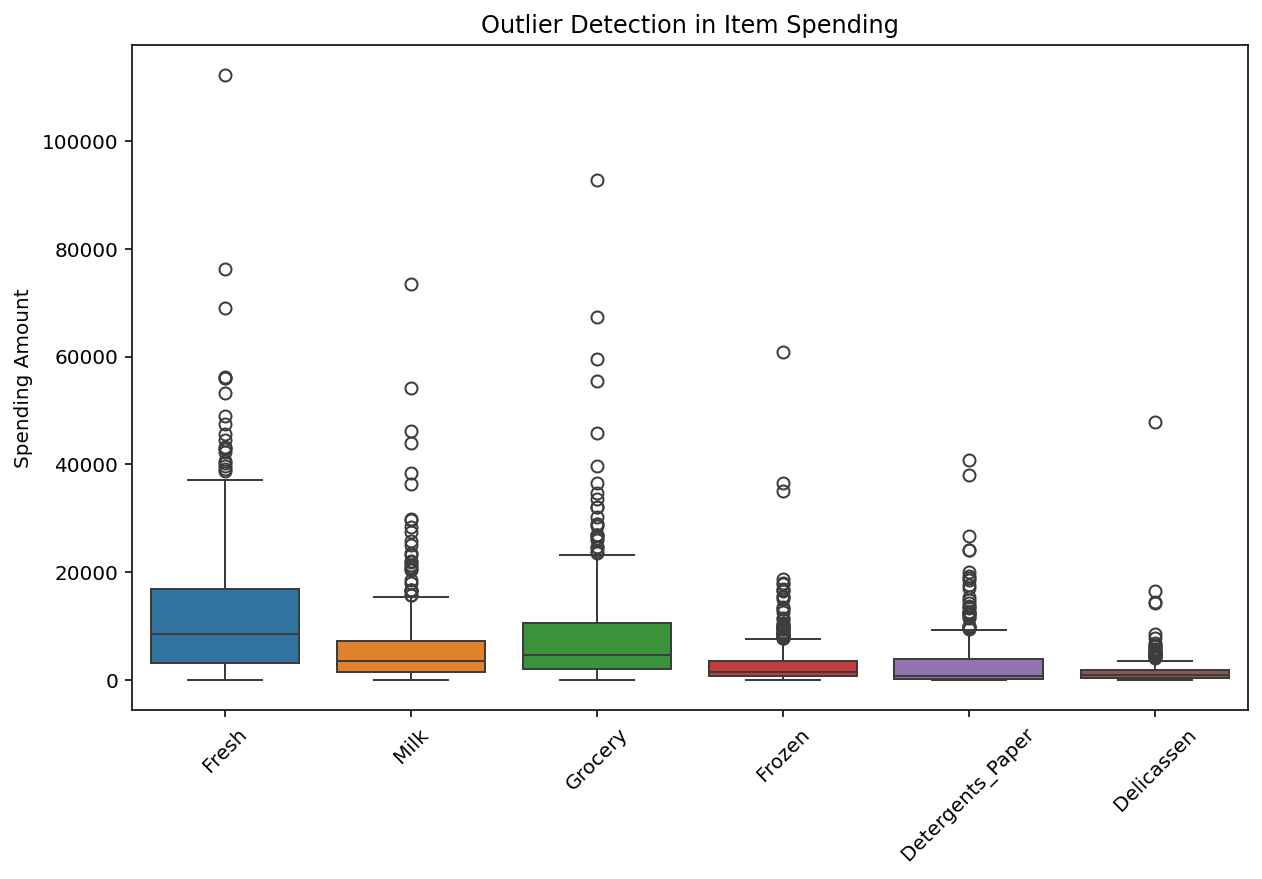 Outlier Detection in Item Spending
Spending Amount
100000
80000
60000
40000
20000
0
Fresh
Milk
Grocery
Frozen
Detergents_Paper
Delicassen